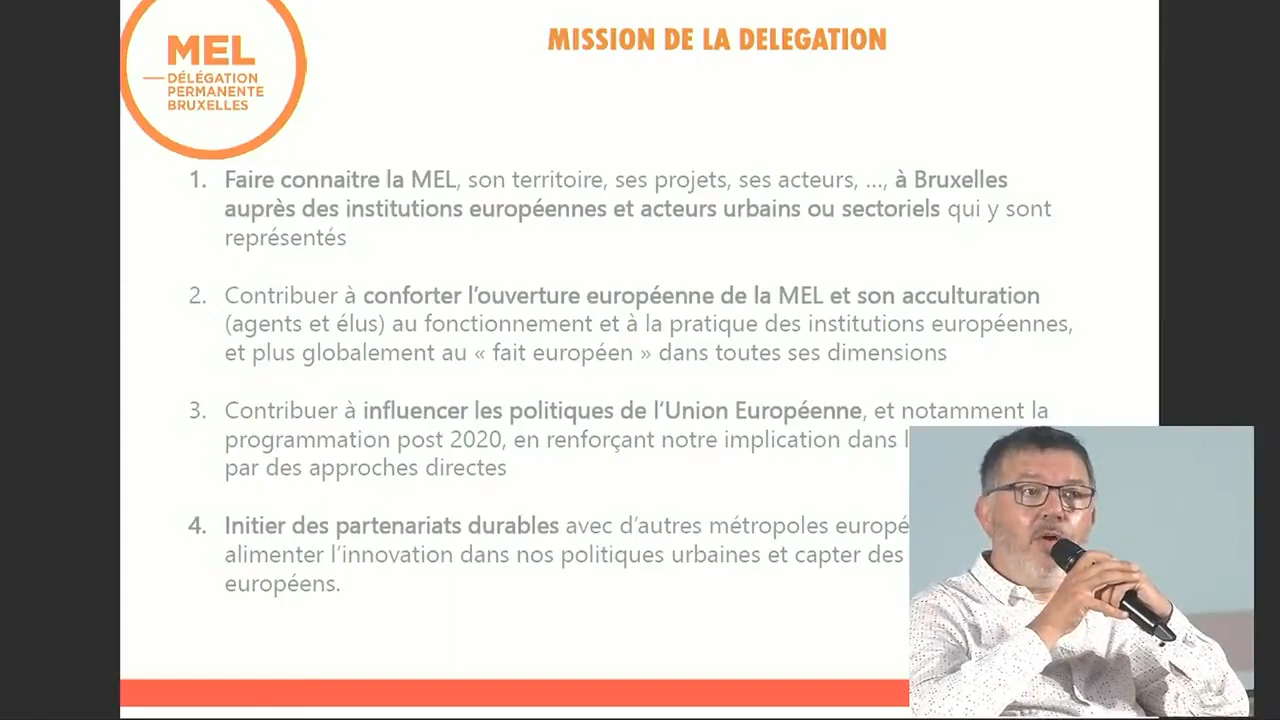 MEL
DÉLÉGATION
PERMANENTE
BRUXELLES
MISSION DE LA DELEGATION
1. Faire connaitre la MEL, son territoire, ses projets, ses acteurs, ..., à Bruxelles
auprès des institutions européennes et acteurs urbains ou sectoriels qui y sont
représentés
2. Contribuer à conforter l'ouverture européenne de la MEL et son acculturation
(agents et élus) au fonctionnement et à la pratique des institutions européennes,
et plus globalement au « fait européen » dans toutes ses dimensions
3. Contribuer à influencer les politiques de l'Union Européenne, et notamment la
programmation post 2020, en renforçant notre implication dans
par des approches directes
4. Initier des partenariats durables avec d'autres métropoles
alimenter l'innovation dans nos politiques urbaines et capter des
européens.